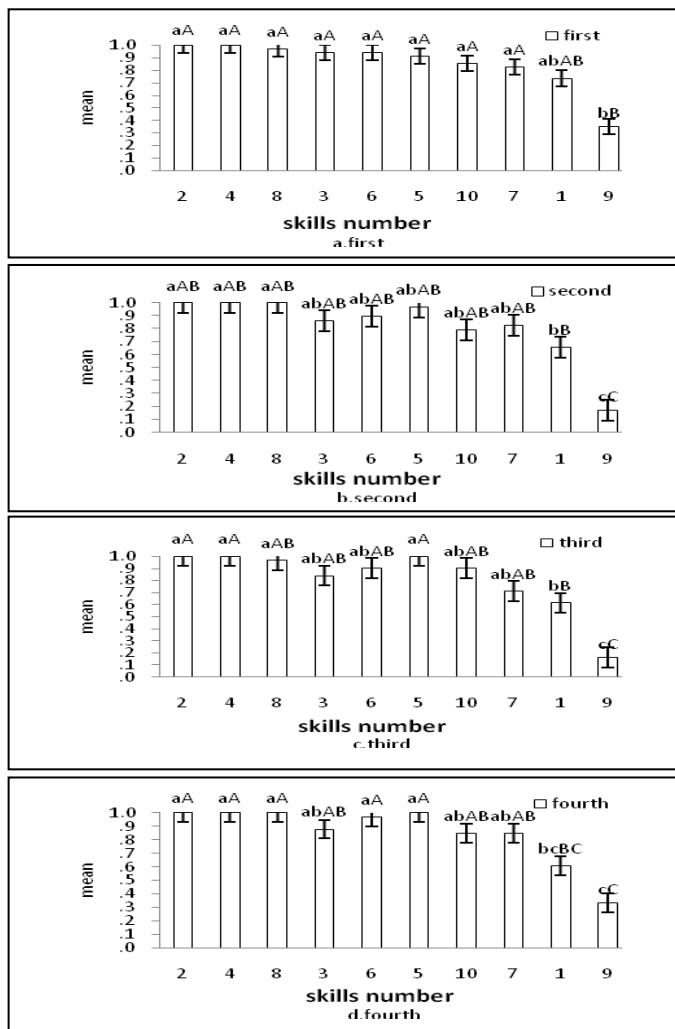 aA aA aA aA aA aA aA aA abAB bB
first
1.0
.9
.8
.7
.6
.5
.4
.3
.2
.1
.0
mean
2 4 8 3 6 5 10 7 1 9
skills number
a.first
aAB aAB aAB abAB abAB abAB abAB abAB bB cC
second
1.0
.9
.8
.7
.6
.5
.4
.3
.2
.1
.0
mean
2 4 8 3 6 5 10 7 1 9
skills number
b.second
aA aA aAB abAB abAB aA abAB abAB bB cC
third
1.0
.9
.8
.7
.6
.5
.4
.3
.2
.1
.0
mean
2 4 8 3 6 5 10 7 1 9
skills number
c.third
aA aA aA abAB aA aA abAB abAB bcBC cC
fourth
1.0
.9
.8
.7
.6
.5
.4
.3
.2
.1
.0
mean
2 4 8 3 6 5 10 7 1 9
skills number
d.fourth